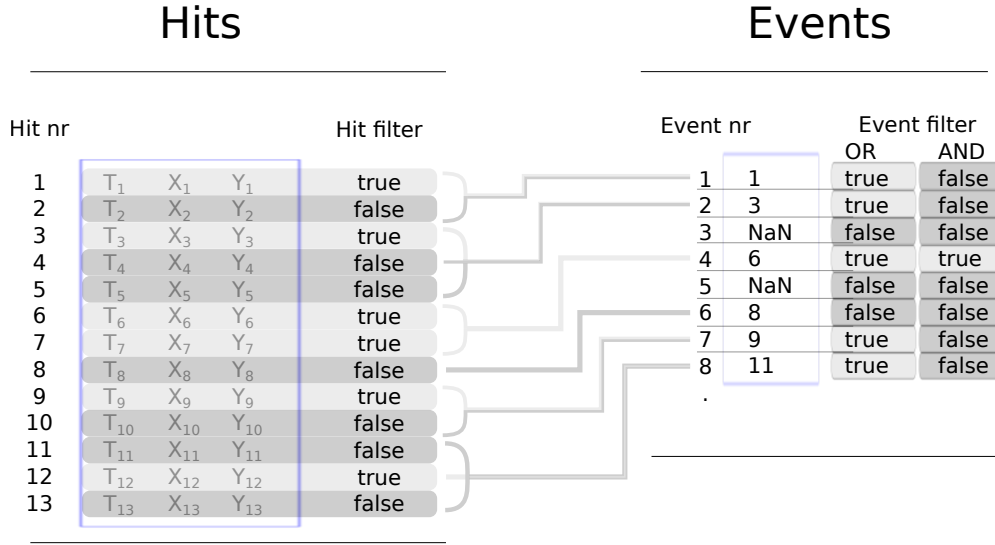 Hits
Events
Hit nr
Hit filter
Event nr
Event filter
OR AND
1 T₁ X₁ Y₁ true
2 T₂ X₂ Y₂ false
3 T₃ X₃ Y₃ true
4 T₄ X₄ Y₄ false
5 T₅ X₅ Y₅ false
6 T₆ X₆ Y₆ true
7 T₇ X₇ Y₇ true
8 T₈ X₈ Y₈ false
9 T₉ X₉ Y₉ true
10 T₁₀ X₁₀ Y₁₀ false
11 T₁₁ X₁₁ Y₁₁ false
12 T₁₂ X₁₂ Y₁₂ true
13 T₁₃ X₁₃ Y₁₃ false
1 1 true false
2 3 true false
3 NaN false false
4 6 true true
5 NaN false false
6 8 false false
7 9 true false
8 11 true false
.